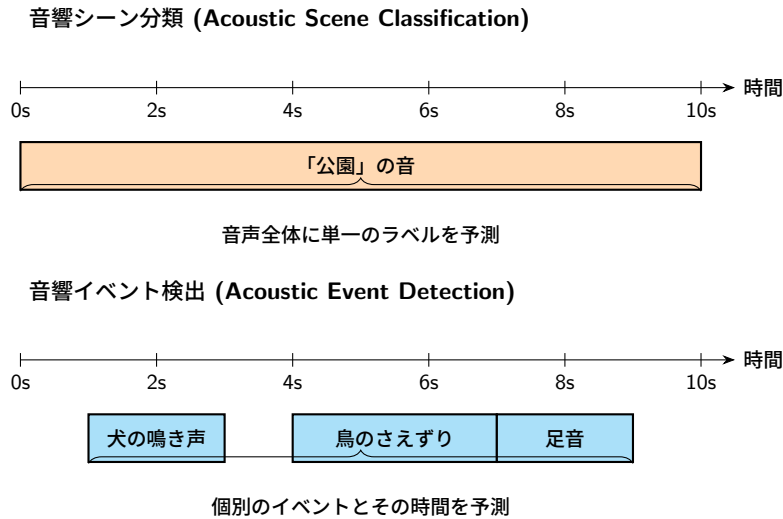 音響シーン分類 (Acoustic Scene Classification)
時間
0s 2s 4s 6s 8s 10s
「公園」の音
音声全体に単一のラベルを予測
音響イベント検出 (Acoustic Event Detection)
時間
0s 2s 4s 6s 8s 10s
犬の鳴き声 鳥のさえずり 足音
個別のイベントとその時間を予測